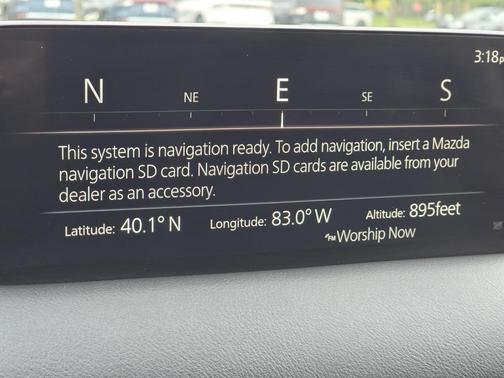 3:18p
N NE E SE S
This system is navigation ready. To add navigation, insert a Mazda
navigation SD card. Navigation SD cards are available from your
dealer as an accessory.
Latitude: 40.1° N Longitude: 83.0° W Altitude: 895feet
FM Worship Now